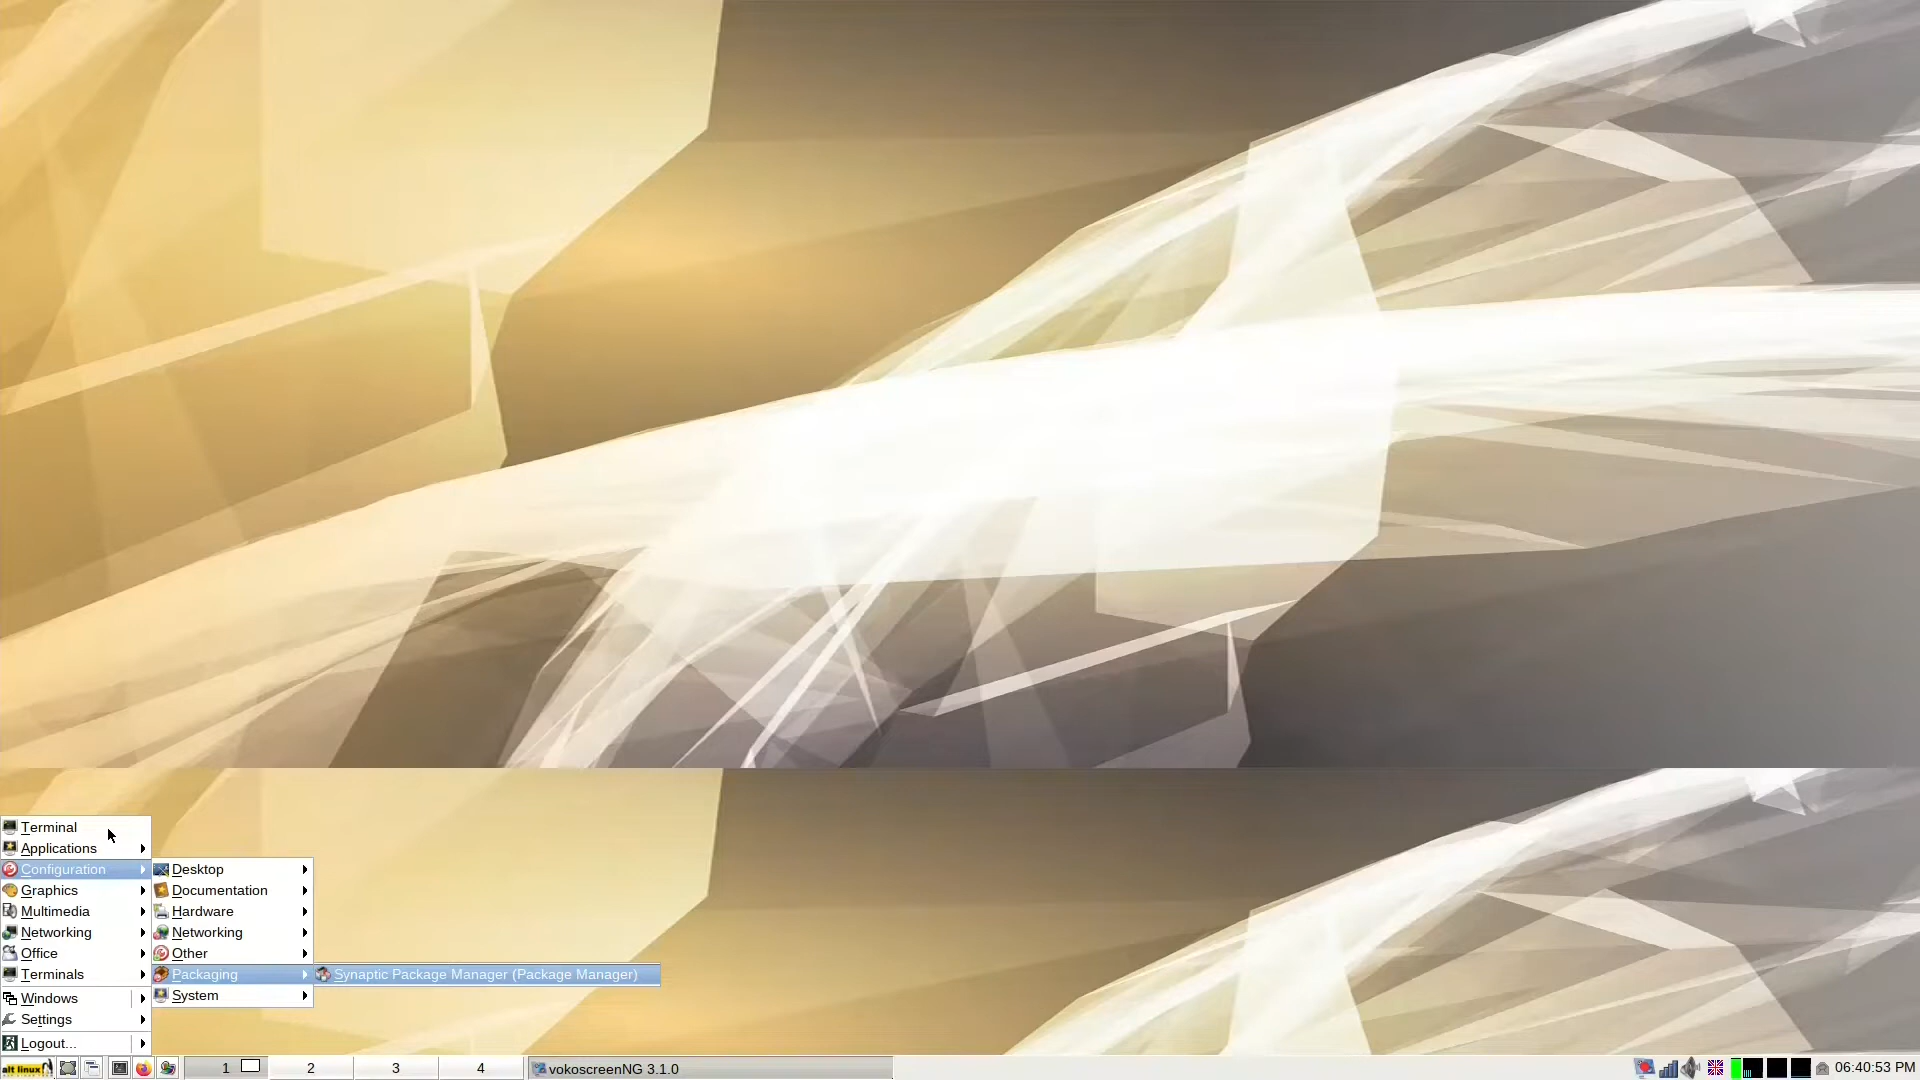 Terminal
Applications
Configuration
Graphics
Multimedia
Networking
Office
Terminals
Windows
Settings
Logout...
Desktop
Documentation
Hardware
Networking
Other
Packaging
System
Synaptic Package Manager (Package Manager)
alt linux
1
2
3
4
vokoscreenNG 3.1.0
06:40:53 PM